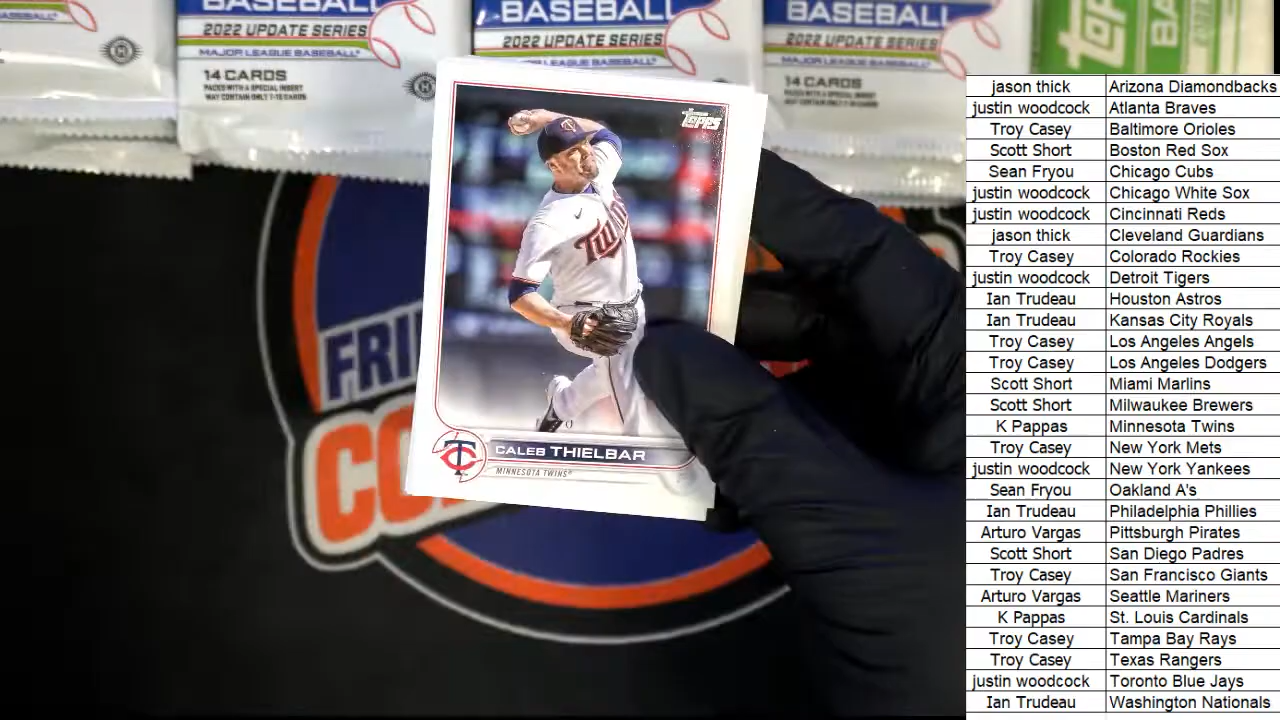 BASEBALL
2022 UPDATE SERIES
MAJOR LEAGUE BASEBALL
14 CARDS
PACKED WITH A SPECIAL INSERT
MAY CONTAIN ONLY 7-13 CARDS
BASEBALL
2022 UPDATE SERIES
BASEBALL
2022 UPDATE SERIES
MAJOR LEAGUE BASEBALL
14 CARDS
topps
BA
Topps
Twins
CALEB THIELBAR
MINNESOTA TWINS
FRI
CO
jason thick Arizona Diamondbacks
justin woodcock Atlanta Braves
Troy Casey Baltimore Orioles
Scott Short Boston Red Sox
Sean Fryou Chicago Cubs
justin woodcock Chicago White Sox
justin woodcock Cincinnati Reds
jason thick Cleveland Guardians
Troy Casey Colorado Rockies
justin woodcock Detroit Tigers
Ian Trudeau Houston Astros
Ian Trudeau Kansas City Royals
Troy Casey Los Angeles Angels
Troy Casey Los Angeles Dodgers
Scott Short Miami Marlins
Scott Short Milwaukee Brewers
K Pappas Minnesota Twins
Troy Casey New York Mets
justin woodcock New York Yankees
Sean Fryou Oakland A's
Ian Trudeau Philadelphia Phillies
Arturo Vargas Pittsburgh Pirates
Scott Short San Diego Padres
Troy Casey San Francisco Giants
Arturo Vargas Seattle Mariners
K Pappas St. Louis Cardinals
Troy Casey Tampa Bay Rays
Troy Casey Texas Rangers
justin woodcock Toronto Blue Jays
Ian Trudeau Washington Nationals